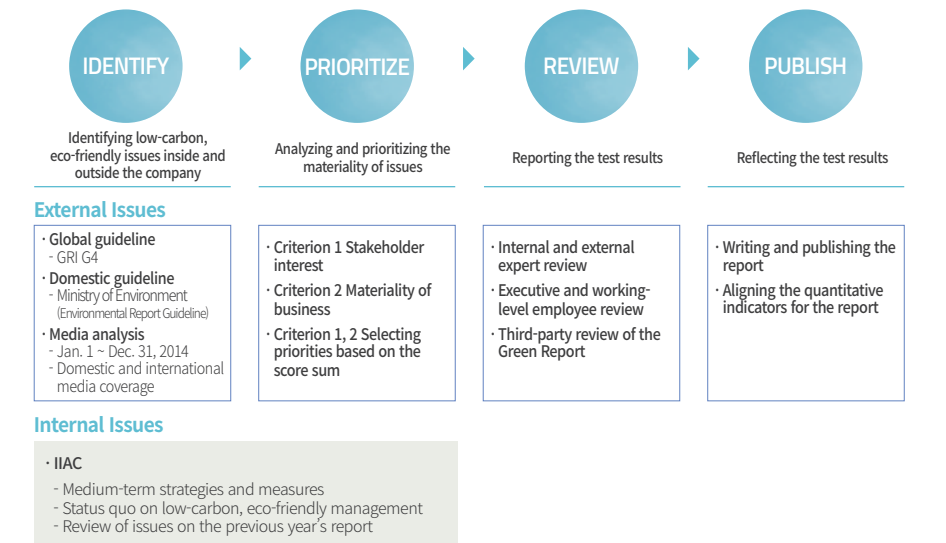 IDENTIFY
PRIORITIZE
REVIEW
PUBLISH
Identifying low-carbon,
eco-friendly issues inside and
outside the company
Analyzing and prioritizing the
materiality of issues
Reporting the test results
Reflecting the test results
External Issues
· Global guideline
- GRI G4
· Domestic guideline
- Ministry of Environment
(Environmental Report Guideline)
· Media analysis
- Jan. 1 ~ Dec. 31, 2014
- Domestic and international
media coverage
· Criterion 1 Stakeholder
interest
· Criterion 2 Materiality of
business
· Criterion 1, 2 Selecting
priorities based on the
score sum
· Internal and external
expert review
· Executive and working-
level employee review
· Third-party review of the
Green Report
· Writing and publishing the
report
· Aligning the quantitative
indicators for the report
Internal Issues
· IIAC
- Medium-term strategies and measures
- Status quo on low-carbon, eco-friendly management
- Review of issues on the previous year's report